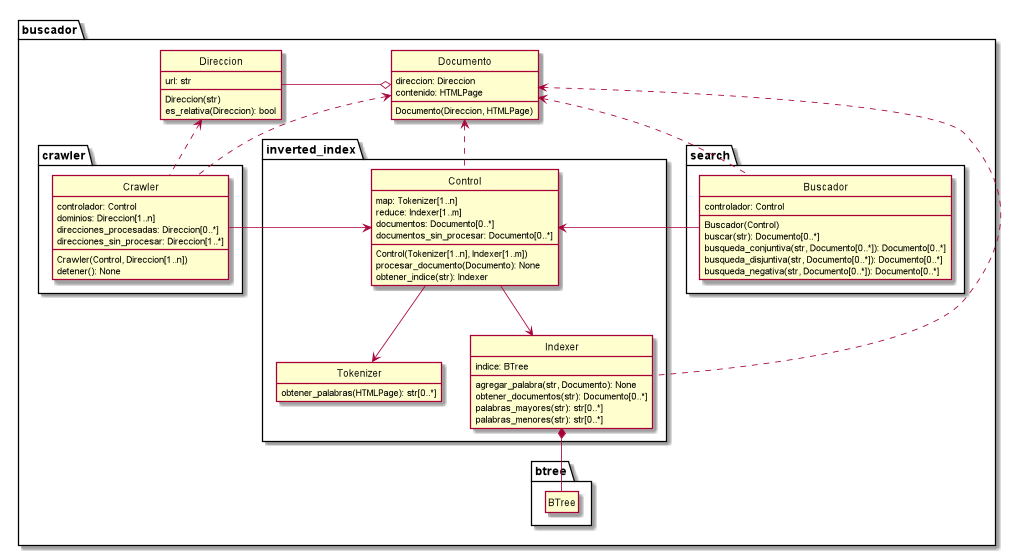 buscador
Direccion
url: str
Direccion(str)
es_relativa(Direccion): bool
Documento
direccion: Direccion
contenido: HTMLPage
Documento(Direccion, HTMLPage)
crawler
Crawler
controlador: Control
dominios: Direccion[1..n]
direcciones_procesadas: Direccion[0..*]
direcciones_sin_procesar: Direccion[1..*]
Crawler(Control, Direccion[1..n])
detener(): None
inverted_index
Control
map: Tokenizer[1..n]
reduce: Indexer[1..m]
documentos: Documento[0..*]
documentos_sin_procesar: Documento[0..*]
Control(Tokenizer[1..n], Indexer[1..m])
procesar_documento(Documento): None
obtener_indice(str): Indexer
search
Buscador
controlador: Control
Buscador(Control)
buscar(str): Documento[0..*]
busqueda_conjuntiva(str, Documento[0..*]): Documento[0..*]
busqueda_disjuntiva(str, Documento[0..*]): Documento[0..*]
busqueda_negativa(str, Documento[0..*]): Documento[0..*]
Tokenizer
obtener_palabras(HTMLPage): str[0..*]
Indexer
indice: BTree
agregar_palabra(str, Documento): None
obtener_documentos(str): Documento[0..*]
palabras_mayores(str): str[0..*]
palabras_menores(str): str[0..*]
btree
BTree